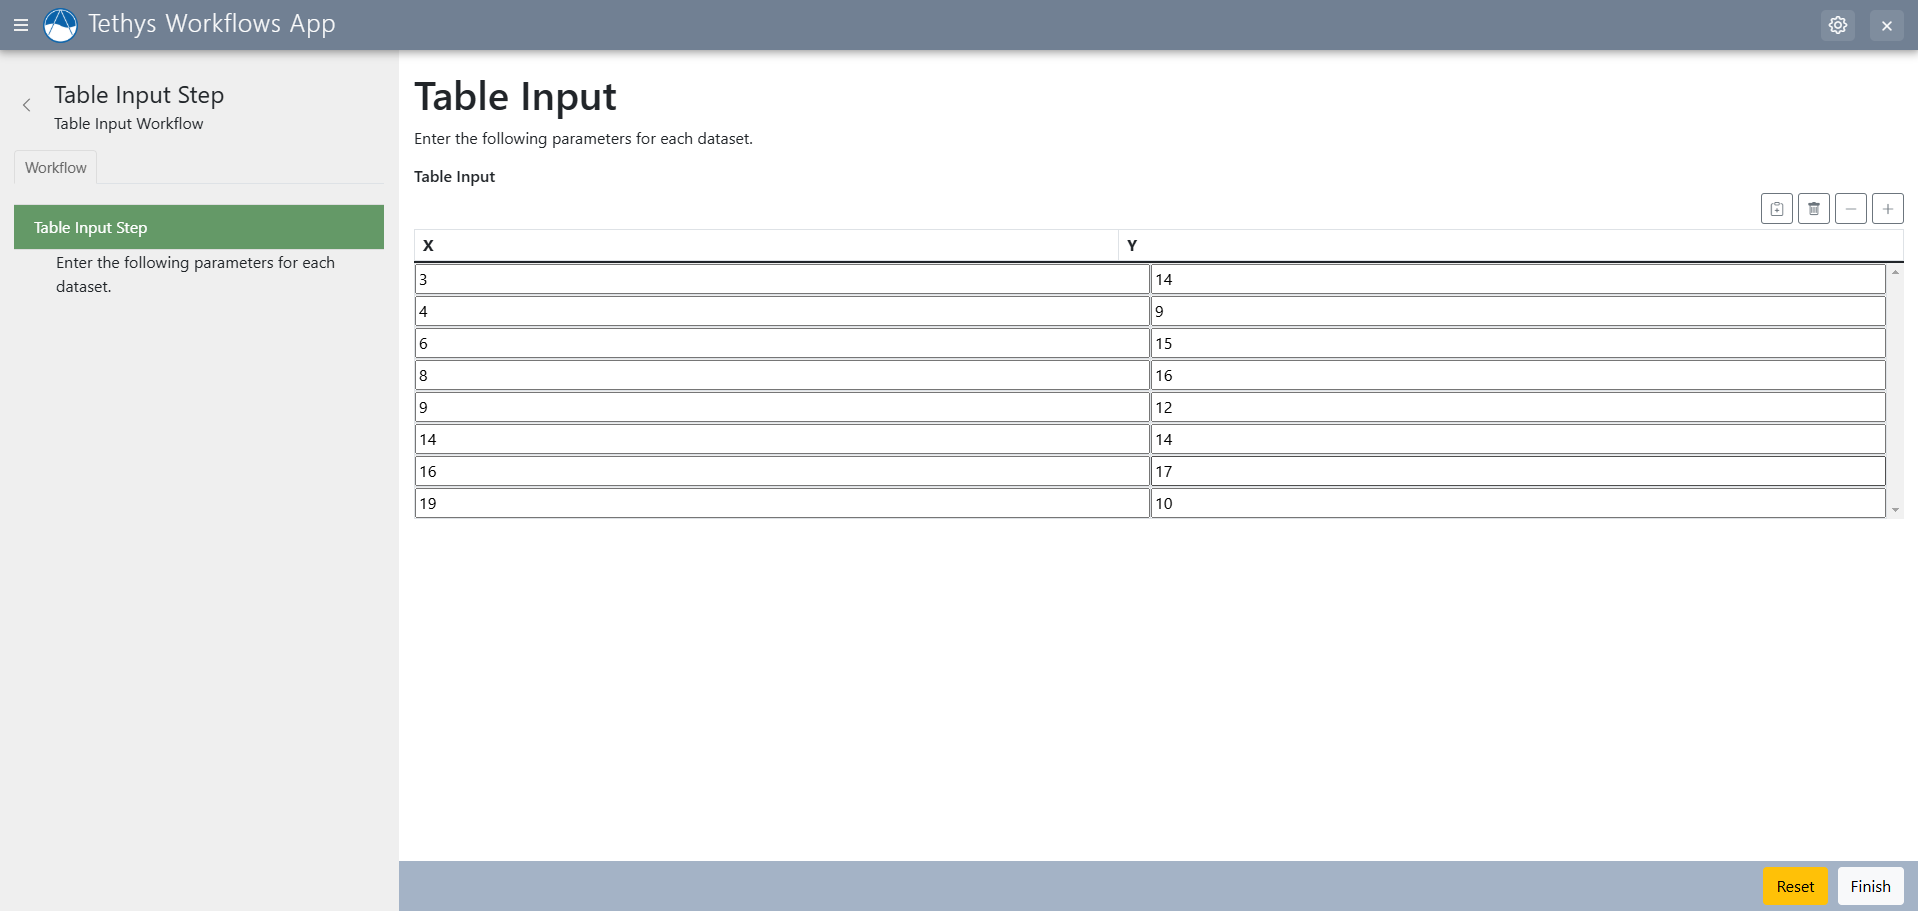 Tethys Workflows App
Table Input Step
Table Input Workflow
Workflow
Table Input Step
Enter the following parameters for each
dataset.
Table Input
Enter the following parameters for each dataset.
Table Input
X Y
3 14
4 9
6 15
8 16
9 12
14 14
16 17
19 10
Reset Finish